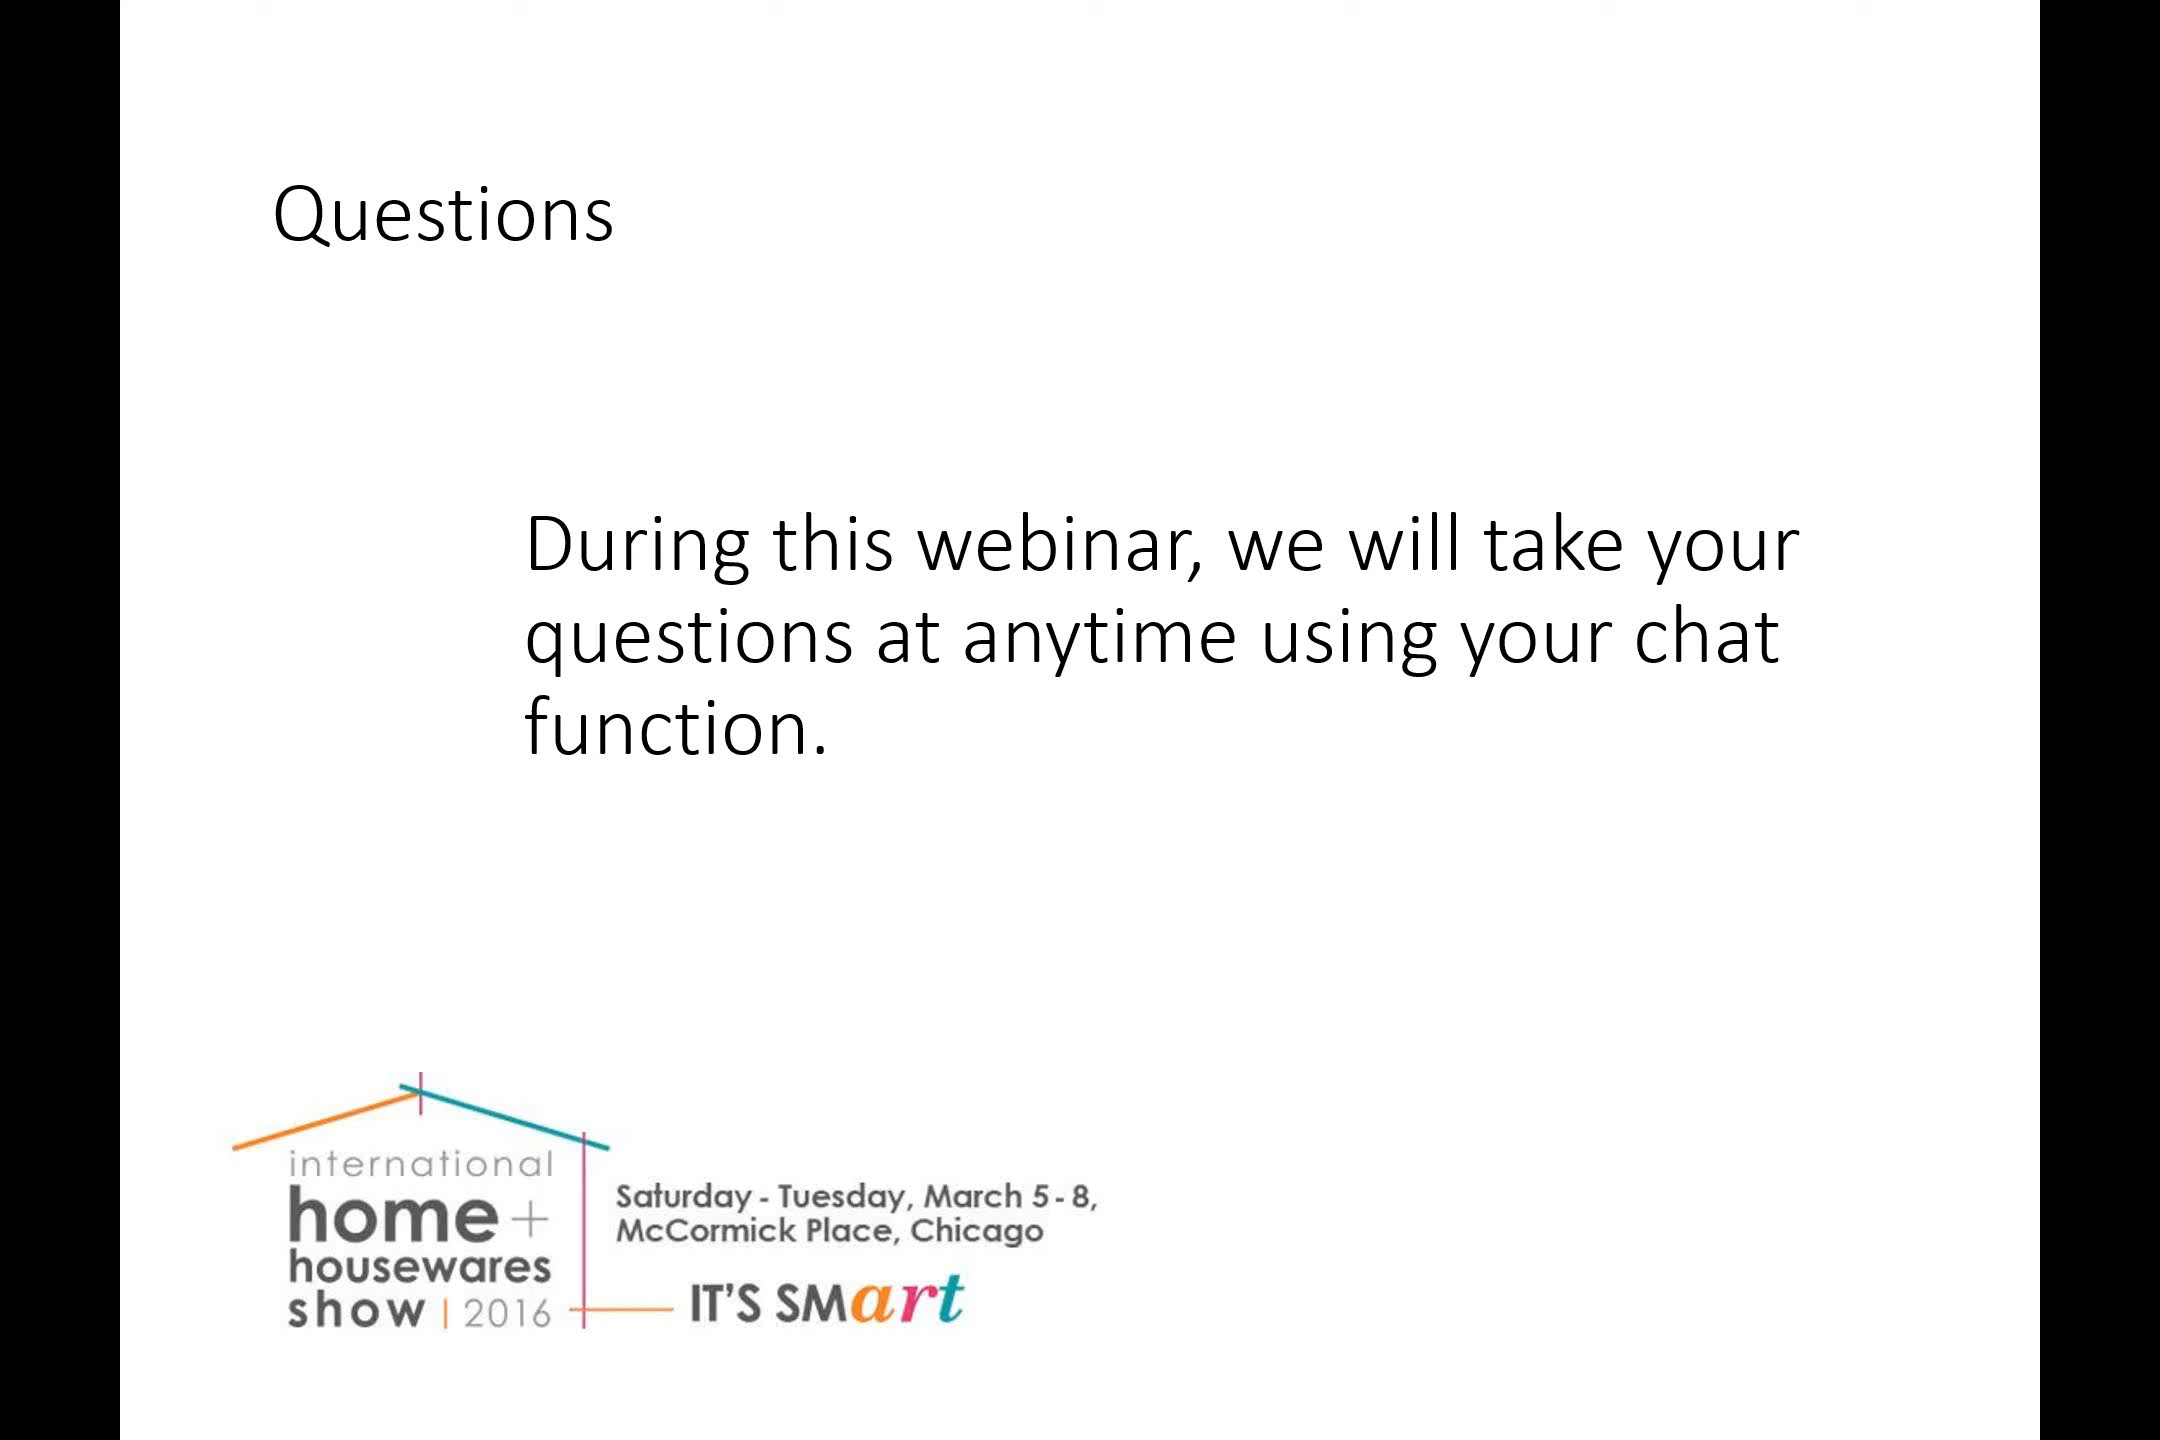 Questions
During this webinar, we will take your
questions at anytime using your chat
function.
international
home +
housewares
show | 2016
Saturday - Tuesday, March 5 - 8,
McCormick Place, Chicago
IT'S SMart